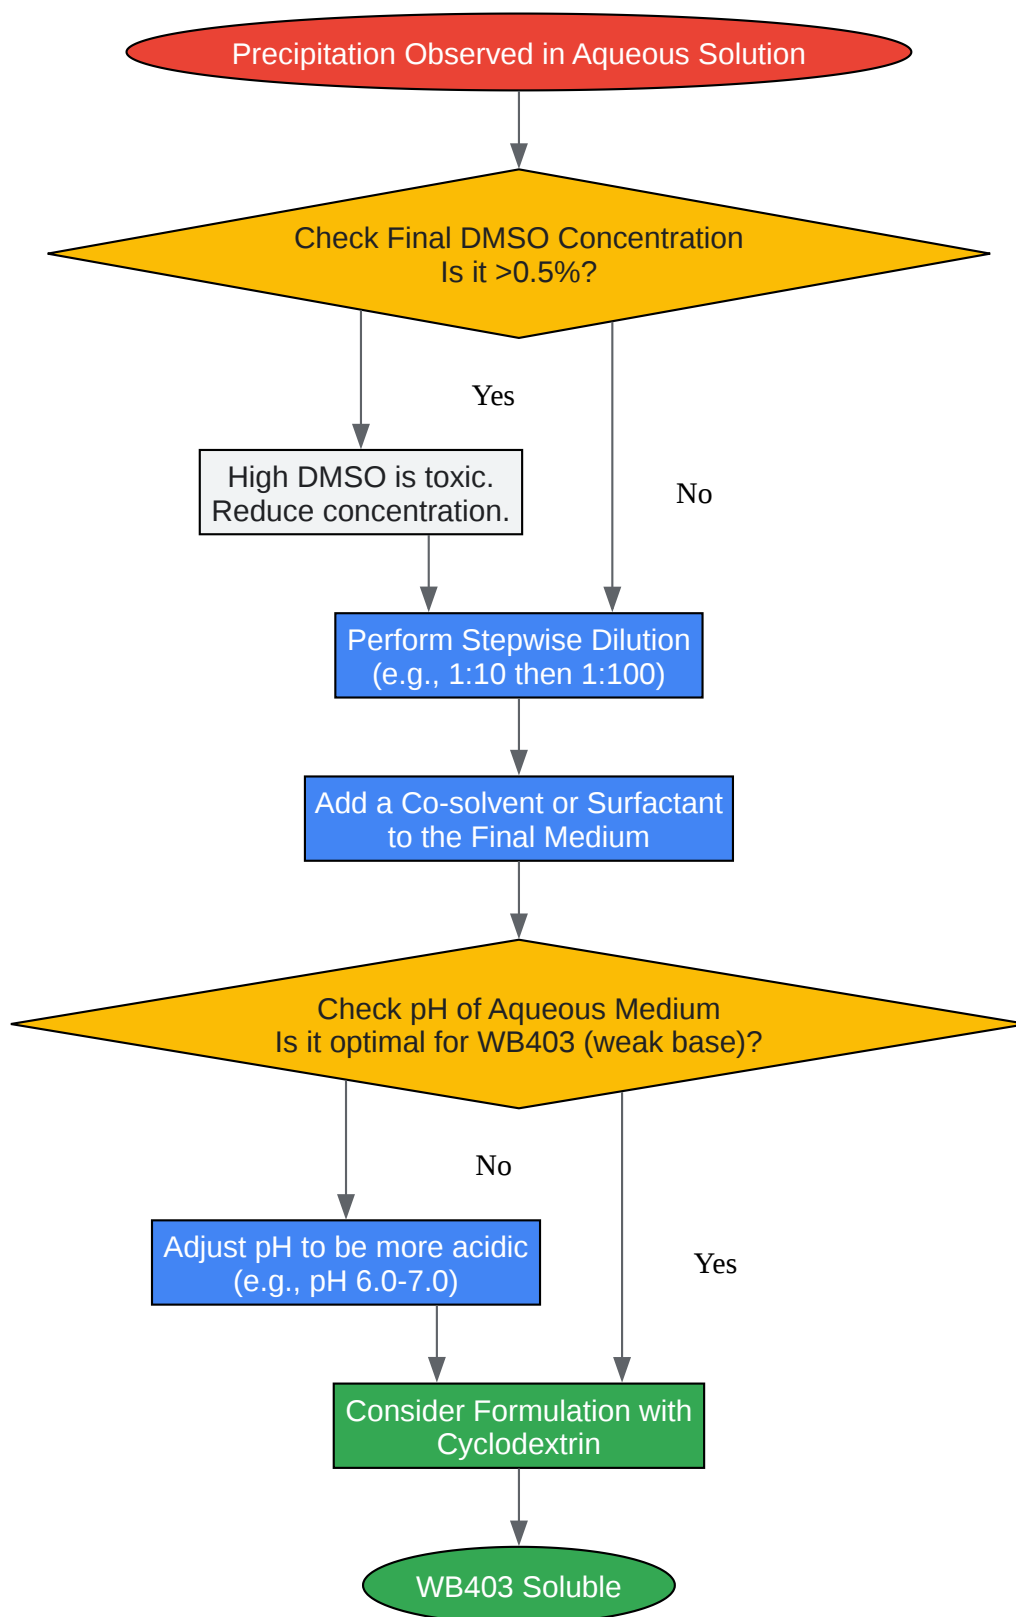 Precipitation Observed in Aqueous Solution
Check Final DMSO Concentration
Is it >0.5%?
Yes
High DMSO is toxic.
Reduce concentration.
No
Perform Stepwise Dilution
(e.g., 1:10 then 1:100)
Add a Co-solvent or Surfactant
to the Final Medium
Check pH of Aqueous Medium
Is it optimal for WB403 (weak base)?
No
Adjust pH to be more acidic
(e.g., pH 6.0-7.0)
Yes
Consider Formulation with
Cyclodextrin
WB403 Soluble